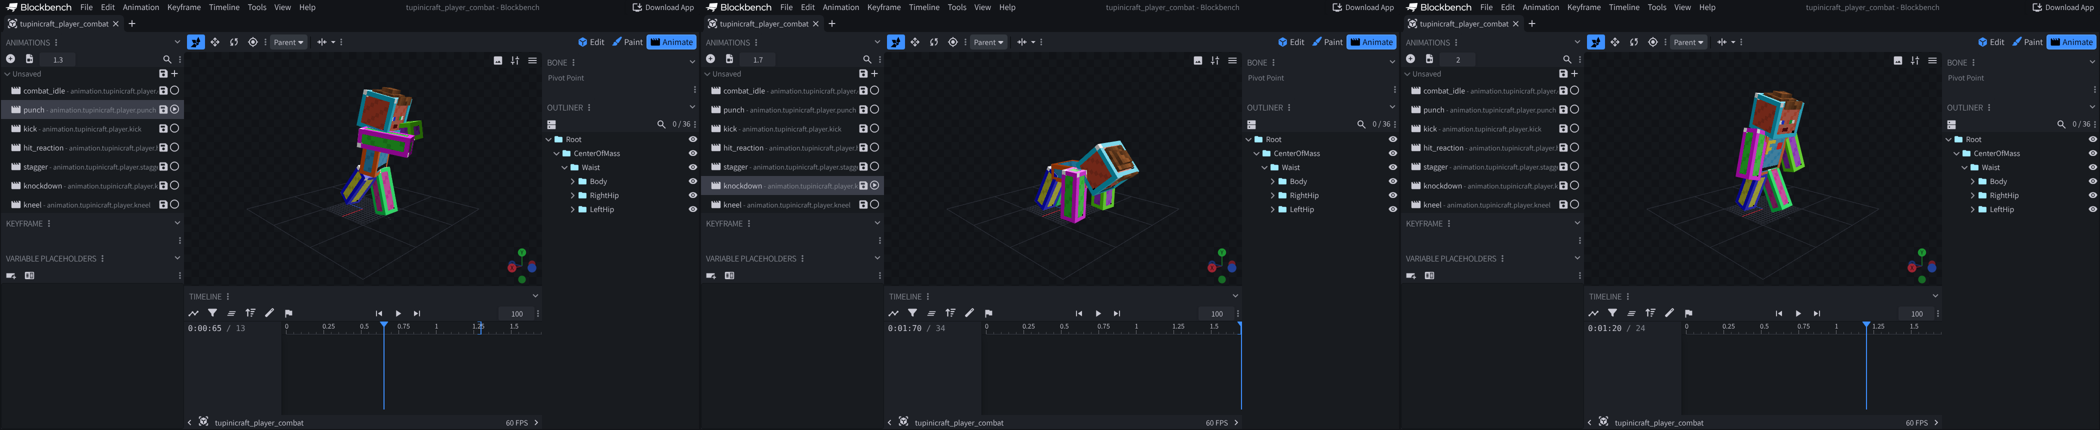 Blockbench File Edit Animation Keyframe Timeline Tools View Help tupinicraft_player_combat - Blockbench Download App
tupinicraft_player_combat × +
ANIMATIONS Parent Edit Paint Animate
1.3
Unsaved
combat_idle - animation.tupinicraft.player.
punch - animation.tupinicraft.player.punch
kick - animation.tupinicraft.player.kick
hit_reaction - animation.tupinicraft.player.
stagger - animation.tupinicraft.player.stagg
knockdown - animation.tupinicraft.player.k
kneel - animation.tupinicraft.player.kneel
KEYFRAME
VARIABLE PLACEHOLDERS
BONE
Pivot Point
OUTLINER
0 / 36
Root
CenterOfMass
Waist
Body
RightHip
LeftHip
TIMELINE
100
0:00:65 / 13 0 0.25 0.5 0.75 1 1.25 1.5
tupinicraft_player_combat 60 FPS
Blockbench File Edit Animation Keyframe Timeline Tools View Help tupinicraft_player_combat - Blockbench Download App
tupinicraft_player_combat × +
ANIMATIONS Parent Edit Paint Animate
1.7
Unsaved
combat_idle - animation.tupinicraft.player.
punch - animation.tupinicraft.player.punch
kick - animation.tupinicraft.player.kick
hit_reaction - animation.tupinicraft.player.
stagger - animation.tupinicraft.player.stagg
knockdown - animation.tupinicraft.player.k
kneel - animation.tupinicraft.player.kneel
KEYFRAME
VARIABLE PLACEHOLDERS
BONE
Pivot Point
OUTLINER
0 / 36
Root
CenterOfMass
Waist
Body
RightHip
LeftHip
TIMELINE
100
0:01:70 / 34 0 0.25 0.5 0.75 1 1.25 1.5
tupinicraft_player_combat 60 FPS
Blockbench File Edit Animation Keyframe Timeline Tools View Help tupinicraft_player_combat - Blockbench Download App
tupinicraft_player_combat × +
ANIMATIONS Parent Edit Paint Animate
2
Unsaved
combat_idle - animation.tupinicraft.player.
punch - animation.tupinicraft.player.punch
kick - animation.tupinicraft.player.kick
hit_reaction - animation.tupinicraft.player.
stagger - animation.tupinicraft.player.stagg
knockdown - animation.tupinicraft.player.k
kneel - animation.tupinicraft.player.kneel
KEYFRAME
VARIABLE PLACEHOLDERS
BONE
Pivot Point
OUTLINER
0 / 36
Root
CenterOfMass
Waist
Body
RightHip
LeftHip
TIMELINE
100
0:01:20 / 24 0 0.25 0.5 0.75 1 1.25 1.5
tupinicraft_player_combat 60 FPS